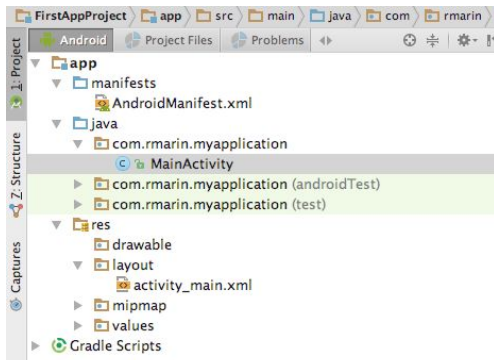 FirstAppProject app src main java com rmarin
Android Project Files Problems
1: Project
app
manifests
AndroidManifest.xml
java
com.rmarin.myapplication
C MainActivity
com.rmarin.myapplication (androidTest)
com.rmarin.myapplication (test)
Z: Structure
res
drawable
layout
activity_main.xml
Captures
mipmap
values
Gradle Scripts